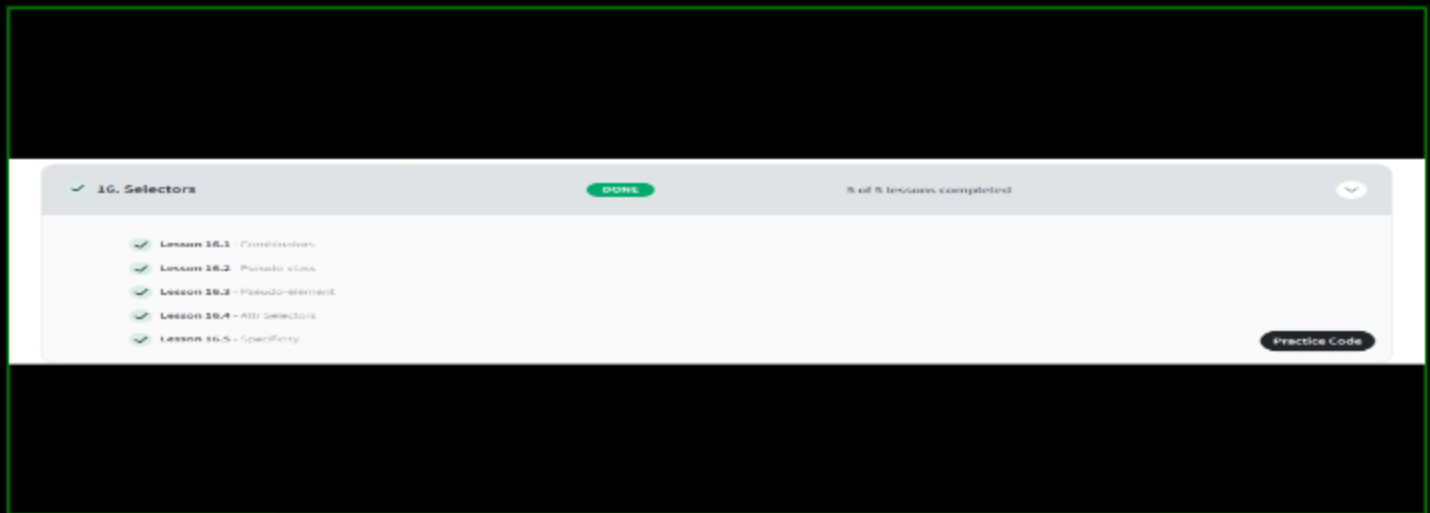 16. Selectors
DONE
5 of 5 lessons completed
Lesson 16.1 - Combinators
Lesson 16.2 - Pseudo-class
Lesson 16.3 - Pseudo-element
Lesson 16.4 - Attr Selectors
Lesson 16.5 - Specificity
Practice Code